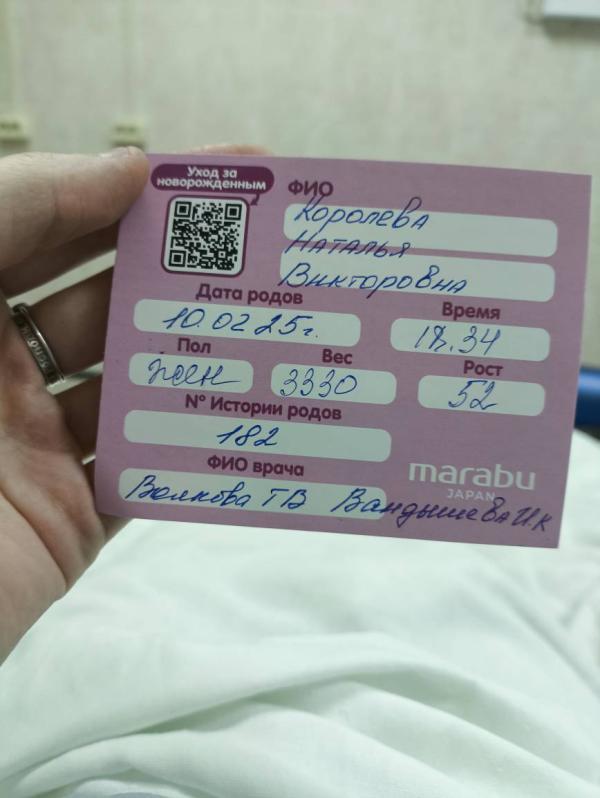 Уход за
новорожденным
ФИО
Королева
Наталья
Викторовна
Дата родов
10.02 25г.
Время
18.34
Пол
жен
Вес
3330
Рост
52
№ Истории родов
182
ФИО врача
Волкова ТВ Вандышева И.К
marabu
JAPAN